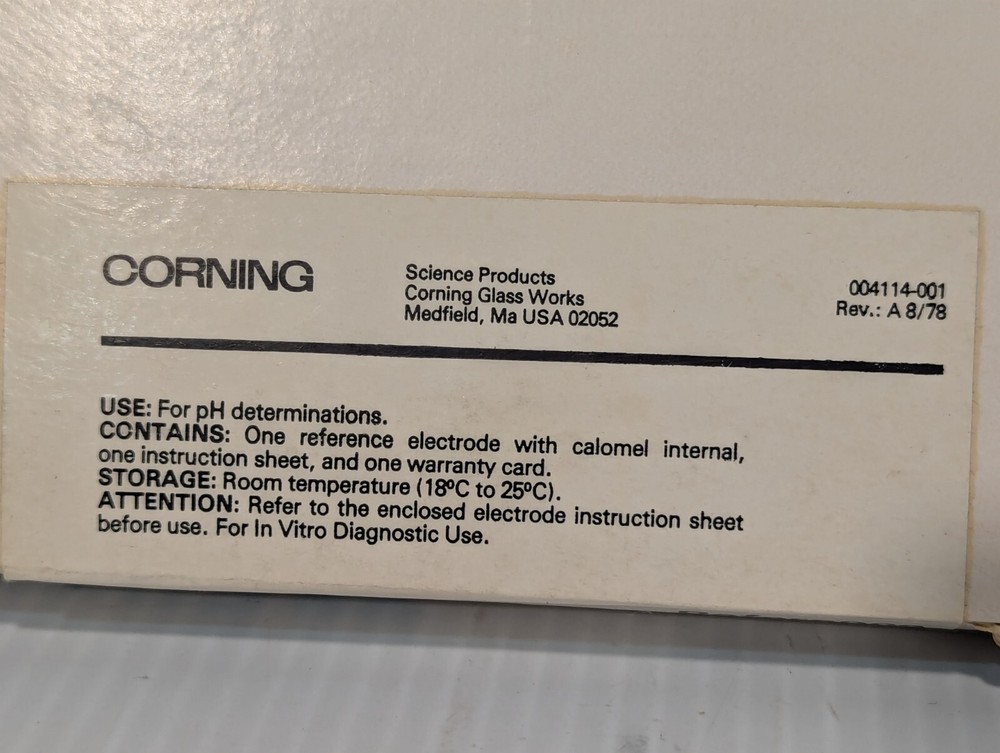 CORNING
Science Products
Corning Glass Works
Medfield, Ma USA 02052
004114-001
Rev.: A 8/78
USE: For pH determinations.
CONTAINS: One reference electrode with calomel internal,
one instruction sheet, and one warranty card.
STORAGE: Room temperature (18ºC to 25ºC).
ATTENTION: Refer to the enclosed electrode instruction sheet
before use. For In Vitro Diagnostic Use.